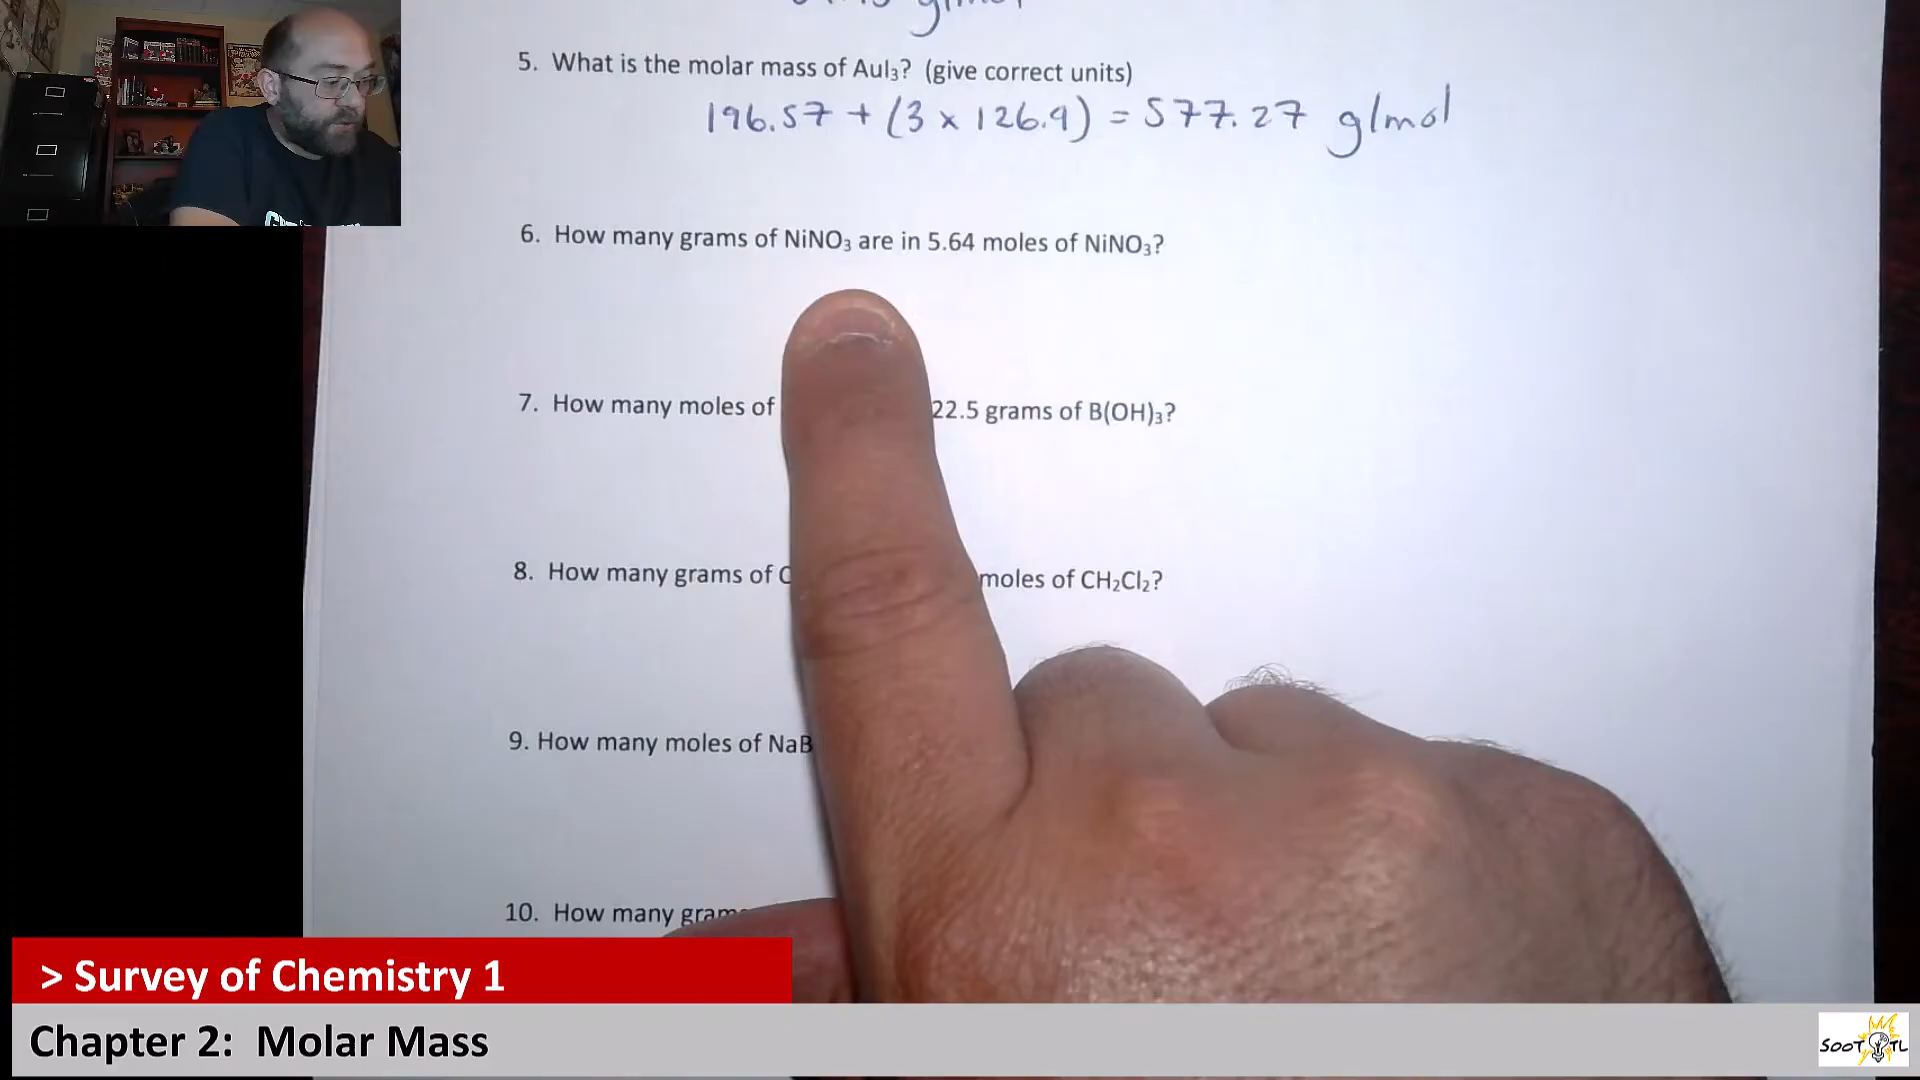 5. What is the molar mass of AuI₃? (give correct units)
196.57 + (3 x 126.9) = 577.27 g/mol
6. How many grams of NiNO₃ are in 5.64 moles of NiNO₃?
7. How many moles of 22.5 grams of B(OH)₃?
8. How many grams of moles of CH₂Cl₂?
9. How many moles of NaB
10. How many grams
> Survey of Chemistry 1
Chapter 2: Molar Mass
SOOT TL